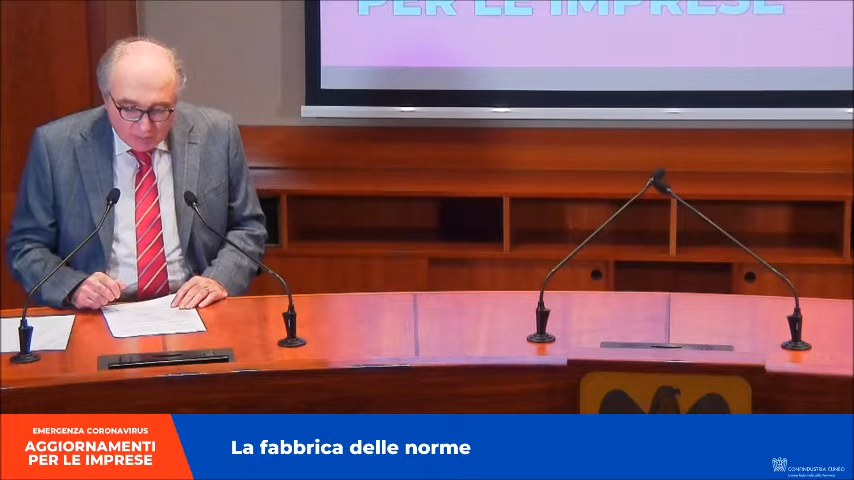 PER LE IMPRESE
EMERGENZA CORONAVIRUS
AGGIORNAMENTI
PER LE IMPRESE
La fabbrica delle norme
CONFINDUSTRIA CUNEO